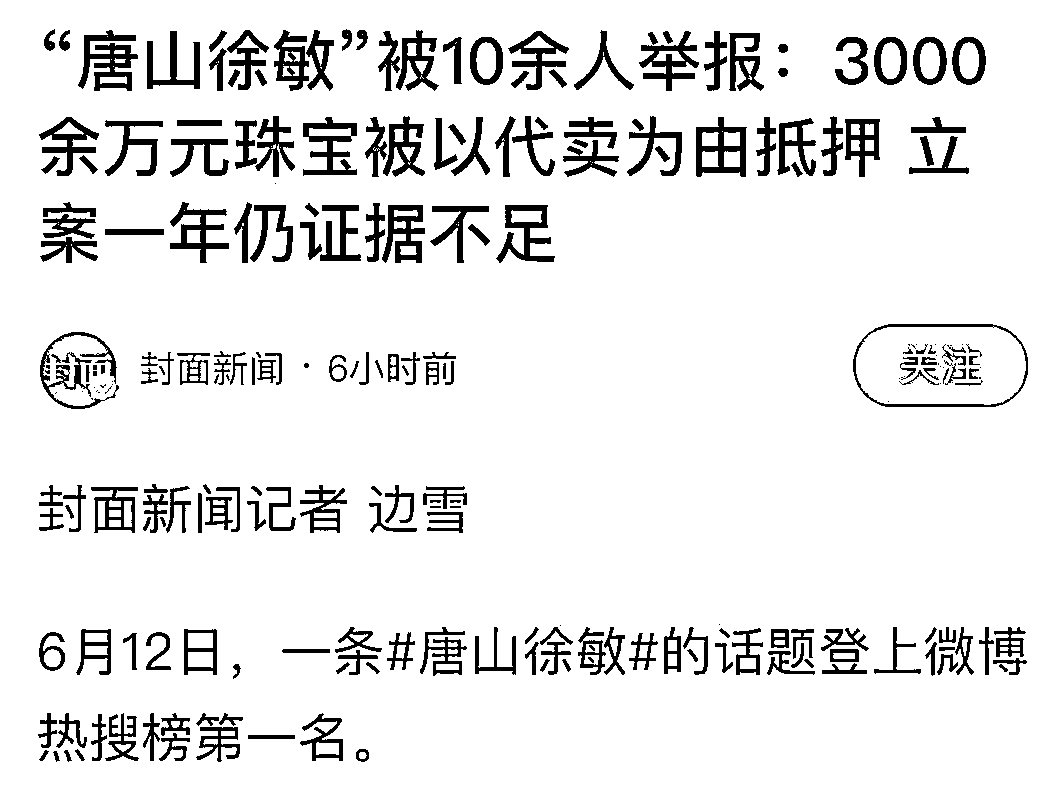 “唐山徐敏”被10余人举报：3000
余万元珠宝被以代卖为由抵押 立
案一年仍证据不足
封面
封面新闻 · 6小时前
关注
封面新闻记者 边雪
6月12日，一条#唐山徐敏#的话题登上微博
热搜榜第一名。